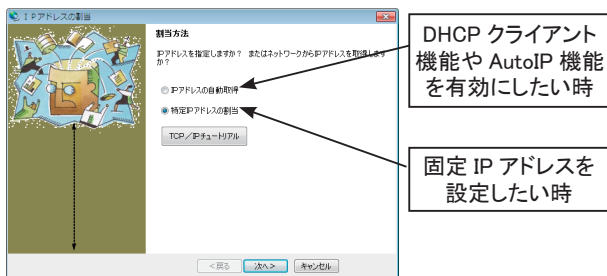 IPアドレスの割当
割当方法
IPアドレスを指定しますか？ またはネットワークからIPアドレスを取得しますか？
IPアドレスの自動取得
特定IPアドレスの割当
TCP／IPチュートリアル
<戻る
次へ>
キャンセル
DHCP クライアント
機能や AutoIP 機能
を有効にしたい時
固定 IP アドレスを
設定したい時